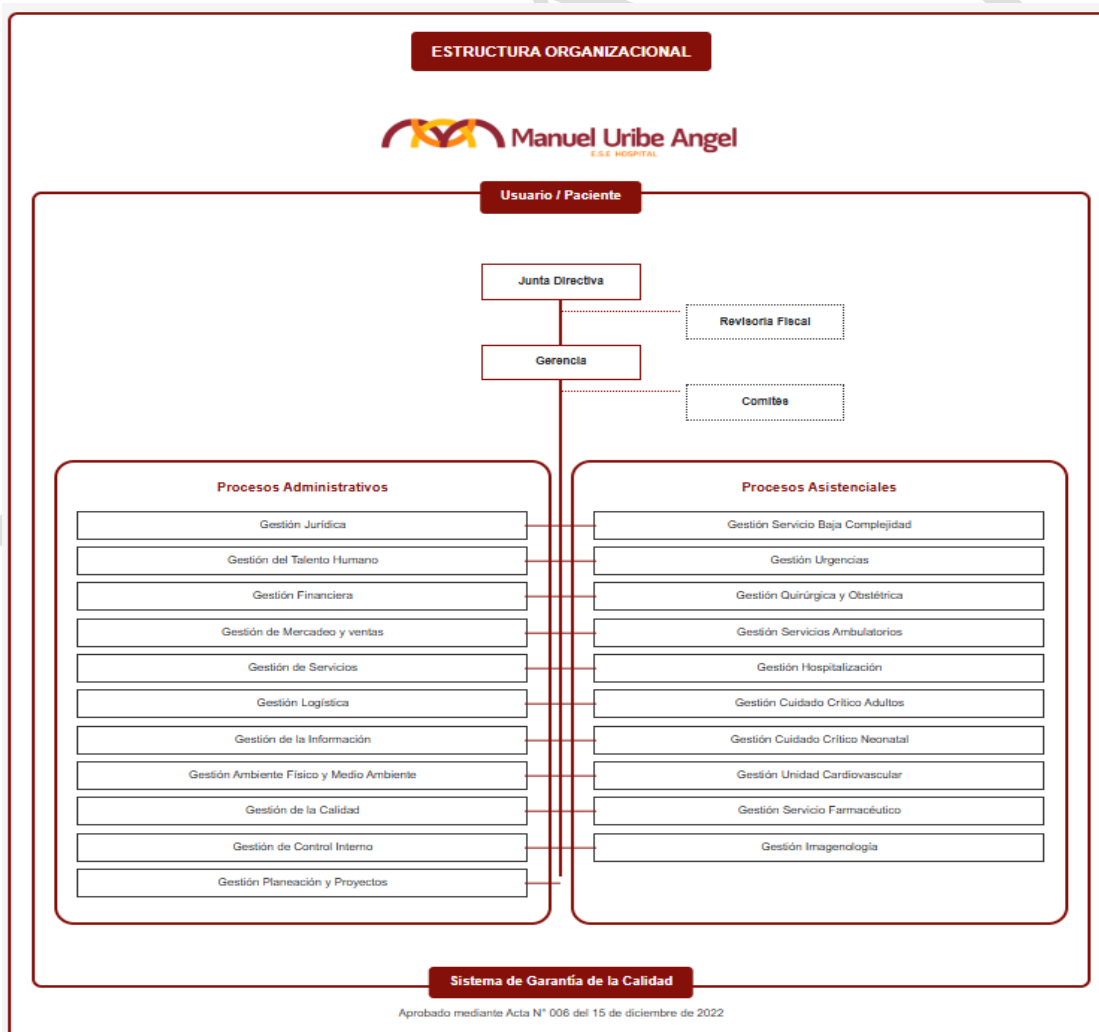 ESTRUCTURA ORGANIZACIONAL
Manuel Uribe Angel
E.S.E HOSPITAL
Usuario / Paciente
Junta Directiva
Revisoria Fiscal
Gerencia
Comites
Procesos Administrativos
Gestión Jurídica
Gestión del Talento Humano
Gestión Financiera
Gestión de Mercadeo y ventas
Gestión de Servicios
Gestión Logística
Gestión de la Información
Gestión Ambiente Físico y Medio Ambiente
Gestión de la Calidad
Gestión de Control Interno
Gestión Planeación y Proyectos
Procesos Asistenciales
Gestión Servicio Baja Complejidad
Gestión Urgencias
Gestión Quirúrgica y Obstétrica
Gestión Servicios Ambulatorios
Gestión Hospitalización
Gestión Cuidado Crítico Adultos
Gestión Cuidado Crítico Neonatal
Gestión Unidad Cardiovascular
Gestión Servicio Farmacéutico
Gestión Imagenología
Sistema de Garantía de la Calidad
Aprobado mediante Acta N° 006 del 15 de diciembre de 2022